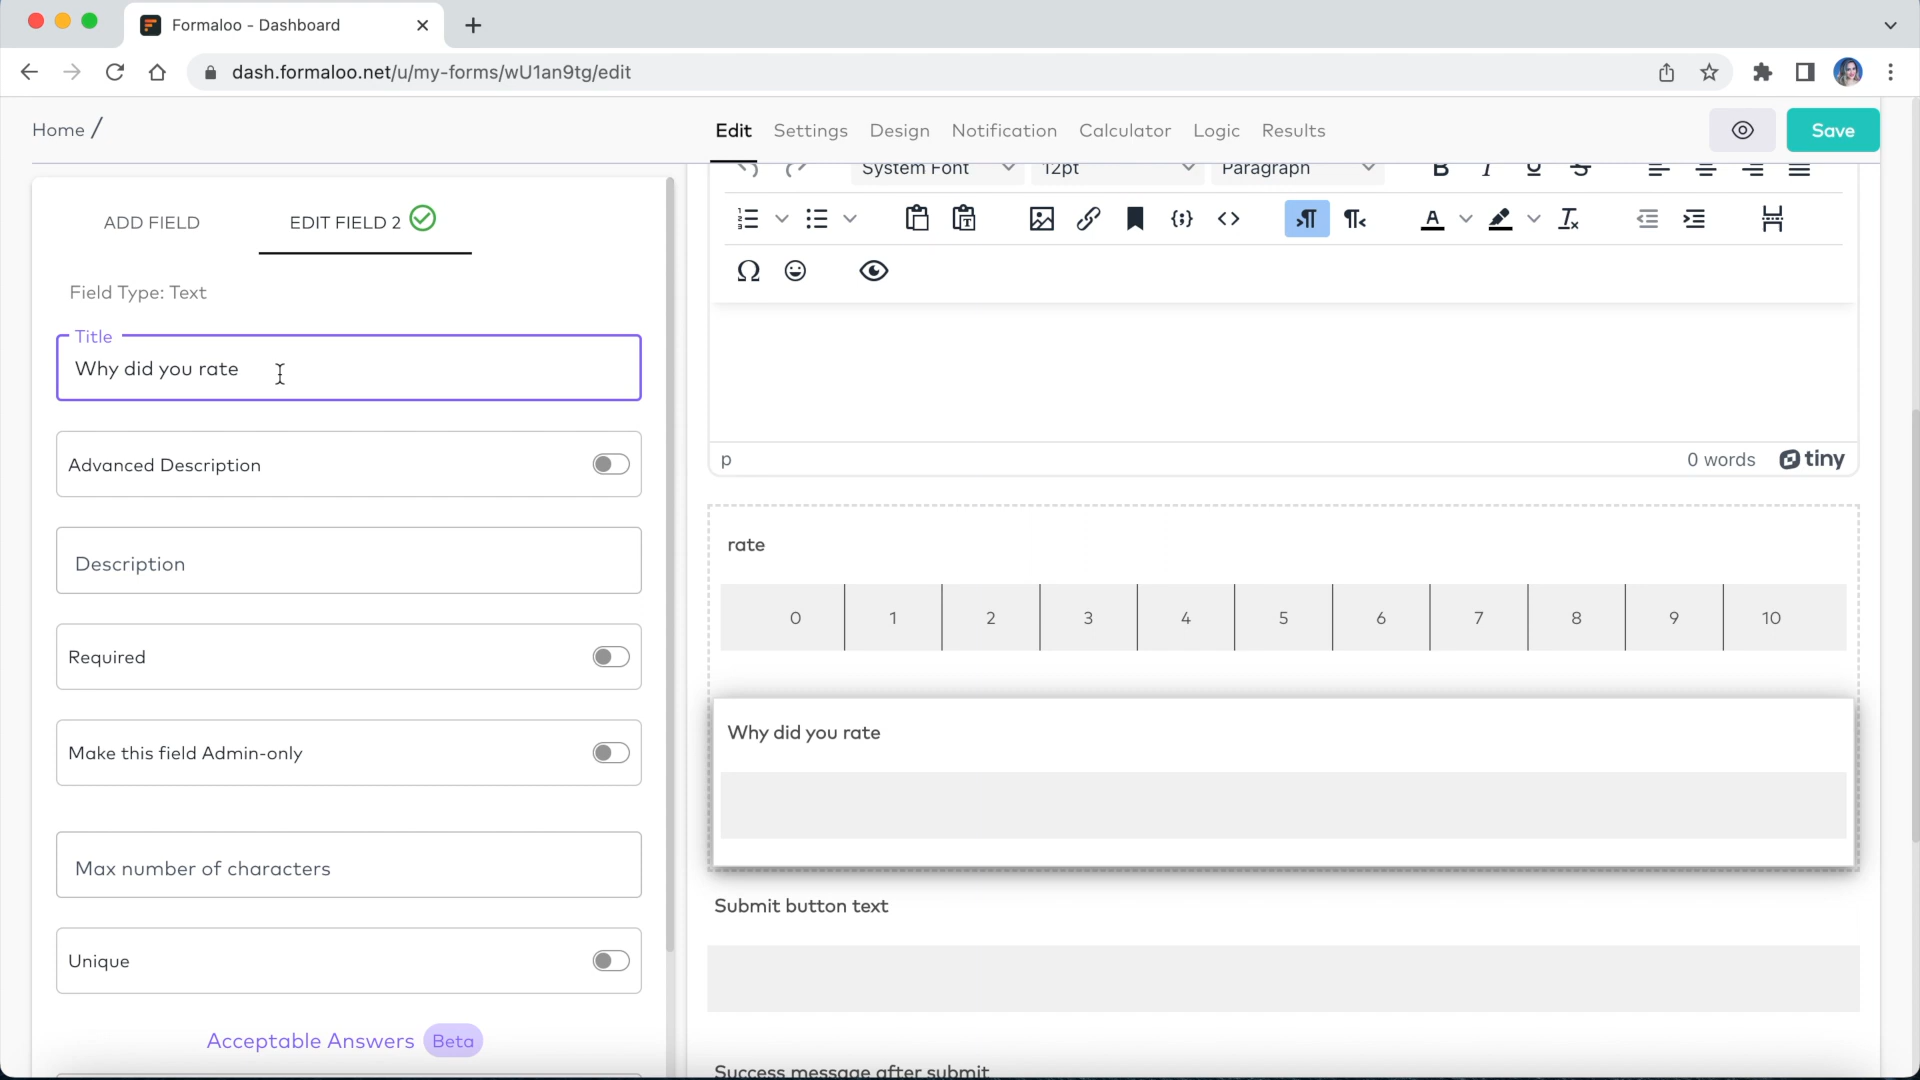 Formaloo - Dashboard
dash.formaloo.net/u/my-forms/wU1an9tg/edit
Home /
Edit Settings Design Notification Calculator Logic Results
Save
ADD FIELD
EDIT FIELD 2
Field Type: Text
Title
Why did you rate
Advanced Description
Description
Required
Make this field Admin-only
Max number of characters
Unique
Acceptable Answers Beta
System Font 12pt Paragraph B I U S
p
0 words tiny
rate
0 1 2 3 4 5 6 7 8 9 10
Why did you rate
Submit button text
Success message after submit